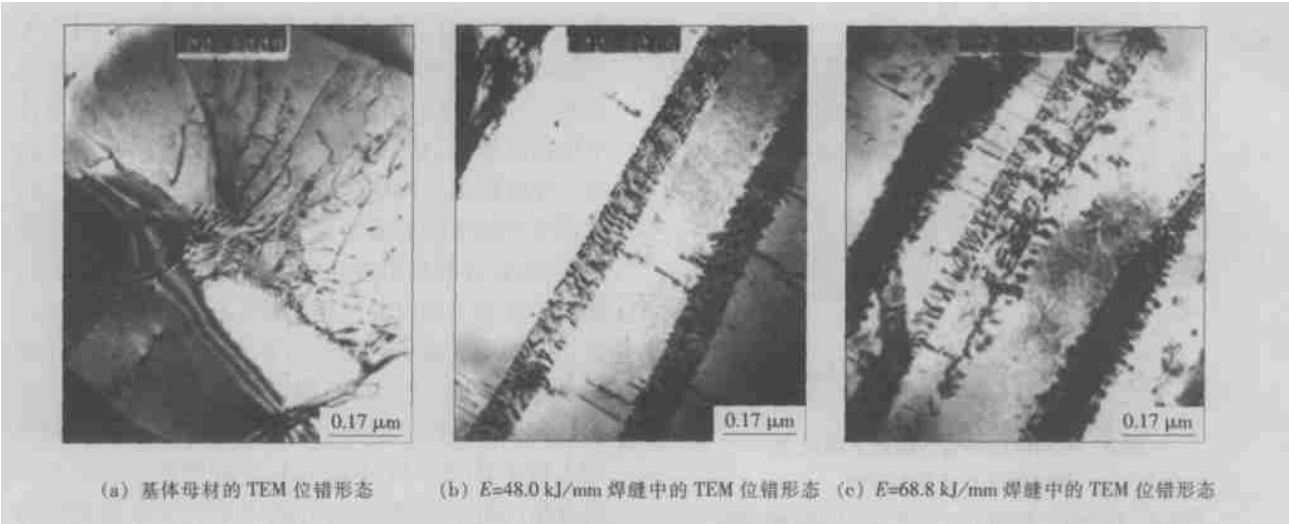 0.17 μm
0.17 μm
0.17 μm
(a) 基体母材的 TEM 位错形态
(b) E=48.0 kJ/mm 焊缝中的 TEM 位错形态
(c) E=68.8 kJ/mm 焊缝中的 TEM 位错形态